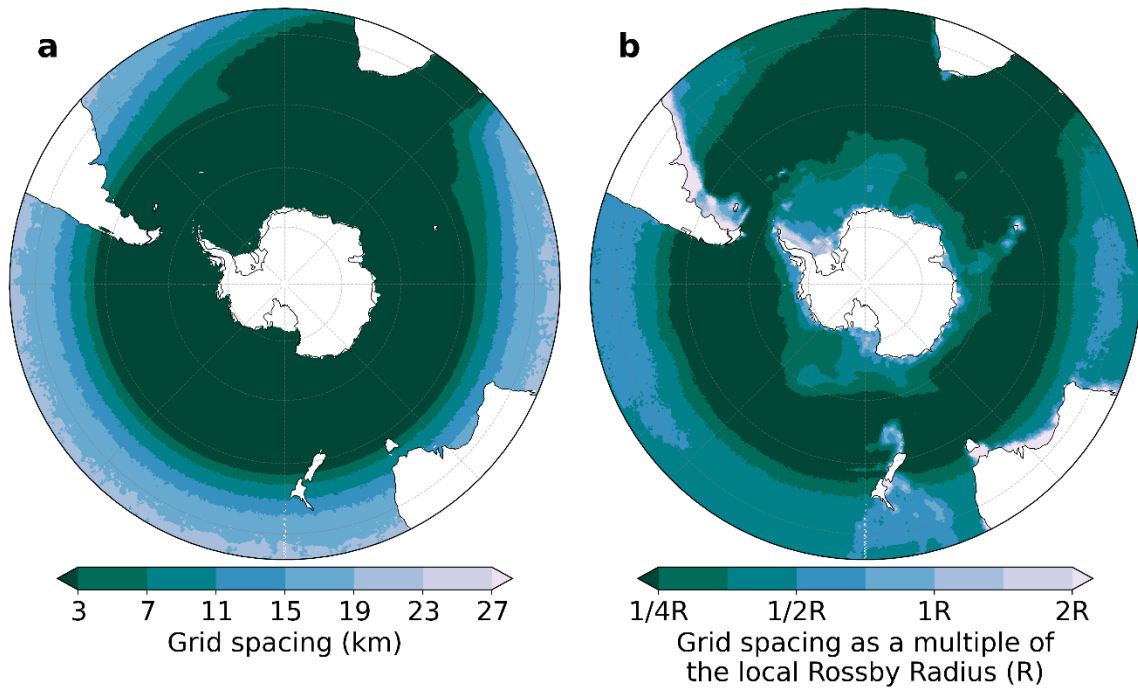 a
b
3 7 11 15 19 23 27
Grid spacing (km)
1/4R 1/2R 1R 2R
Grid spacing as a multiple of
the local Rossby Radius (R)